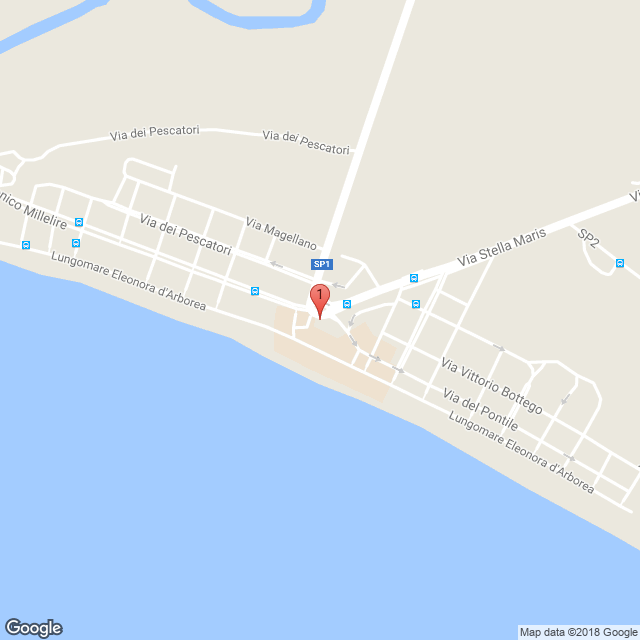 Via dei Pescatori
Via dei Pescatori
nico Millelire
Via dei Pescatori
Via Magellano
Via Stella Maris
SP2
Lungomare Eleonora d'Arborea
SP1
1
Via Vittorio Bottego
Via del Pontile
Lungomare Eleonora d'Arborea
Google
Map data ©2018 Google